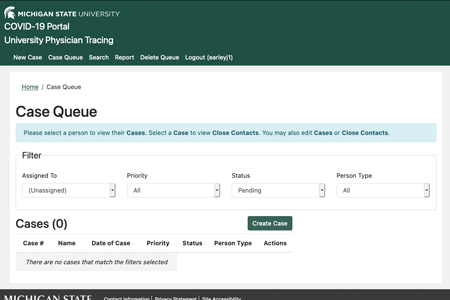 MICHIGAN STATE UNIVERSITY
COVID-19 Portal
University Physician Tracing
New Case Case Queue Search Report Delete Queue Logout (earleyj1)
Home / Case Queue
Case Queue
Please select a person to view their Cases. Select a Case to view Close Contacts. You may also edit Cases or Close Contacts.
Filter
Assigned To Priority Status Person Type
(Unassigned) All Pending All
Cases (0) Create Case
Case # Name Date of Case Priority Status Person Type Actions
There are no cases that match the filters selected
MICHIGAN STATE Contact Information | Privacy Statement | Site Accessibility